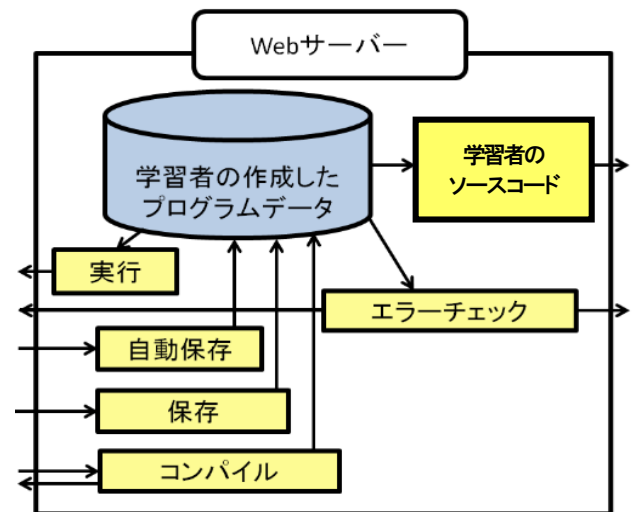 Webサーバー
学習者の作成した
プログラムデータ
学習者の
ソースコード
実行
エラーチェック
自動保存
保存
コンパイル